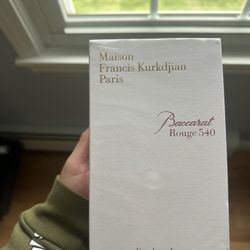 Maison
Francis Kurkdjian
Paris
Baccarat
Rouge 540